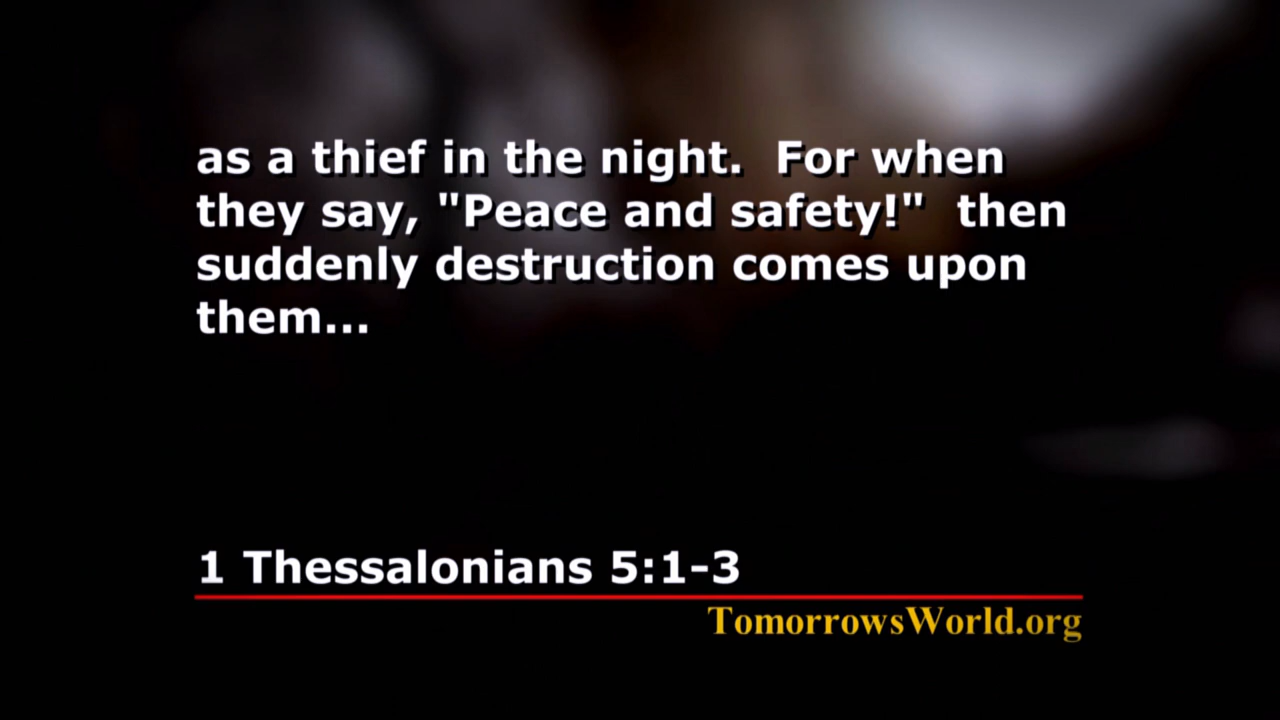 as a thief in the night.  For when
they say, "Peace and safety!"  then
suddenly destruction comes upon
them...
1 Thessalonians 5:1-3
TomorrowsWorld.org